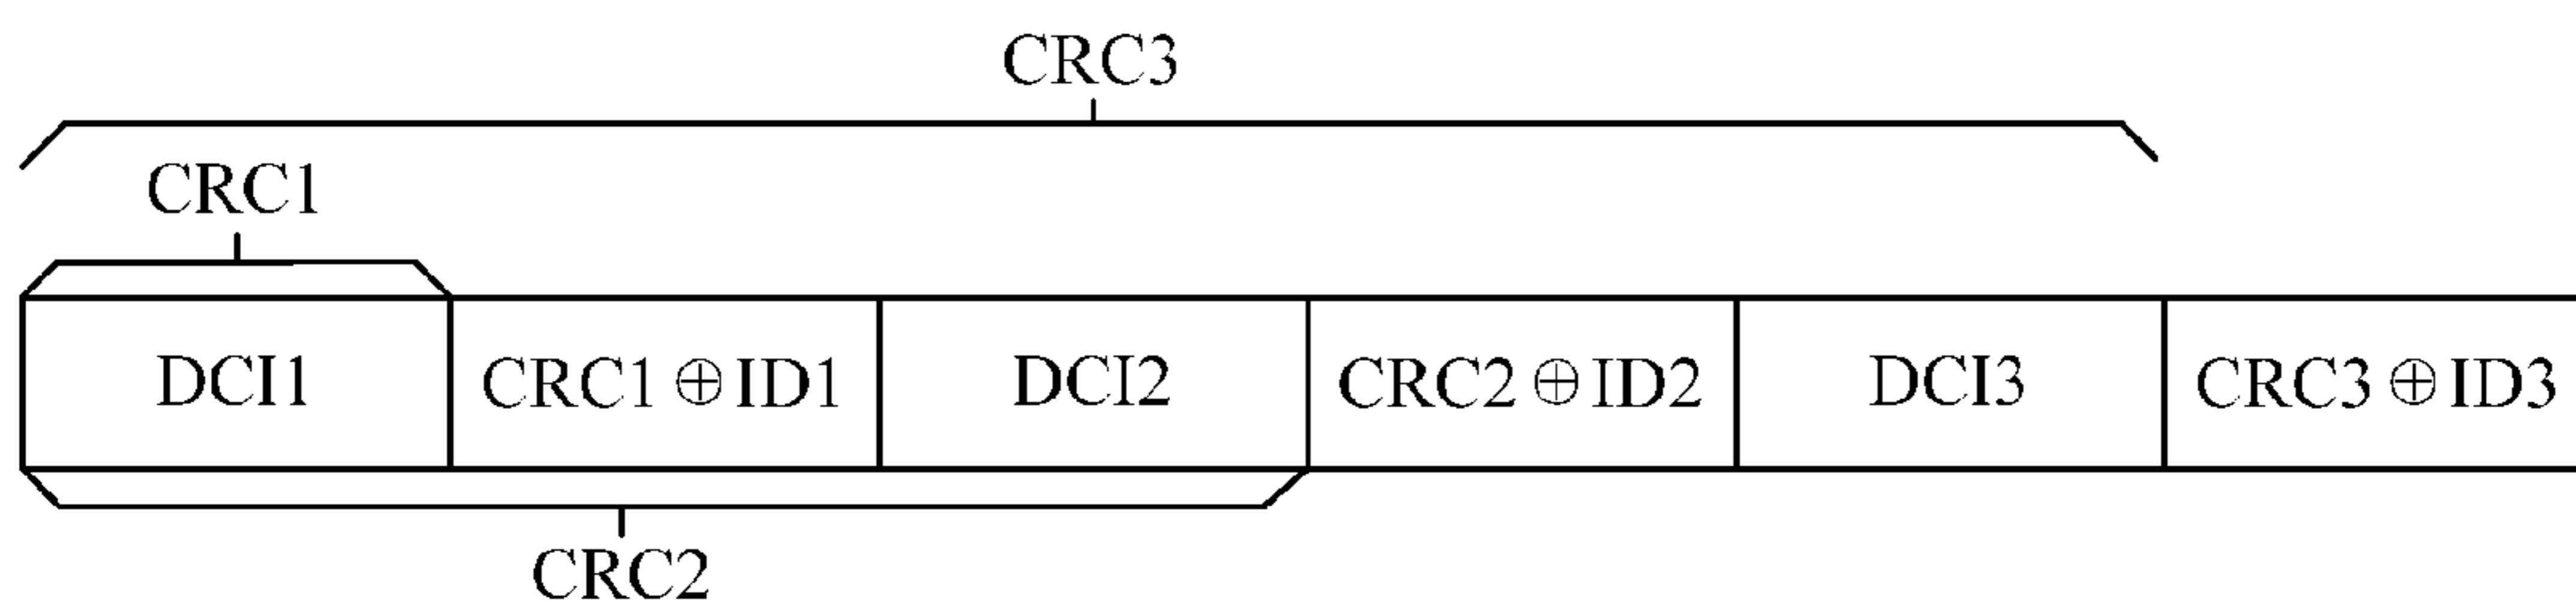 CRC3
CRC1
DCI1 CRC1⊕ID1 DCI2 CRC2⊕ID2 DCI3 CRC3⊕ID3
CRC2